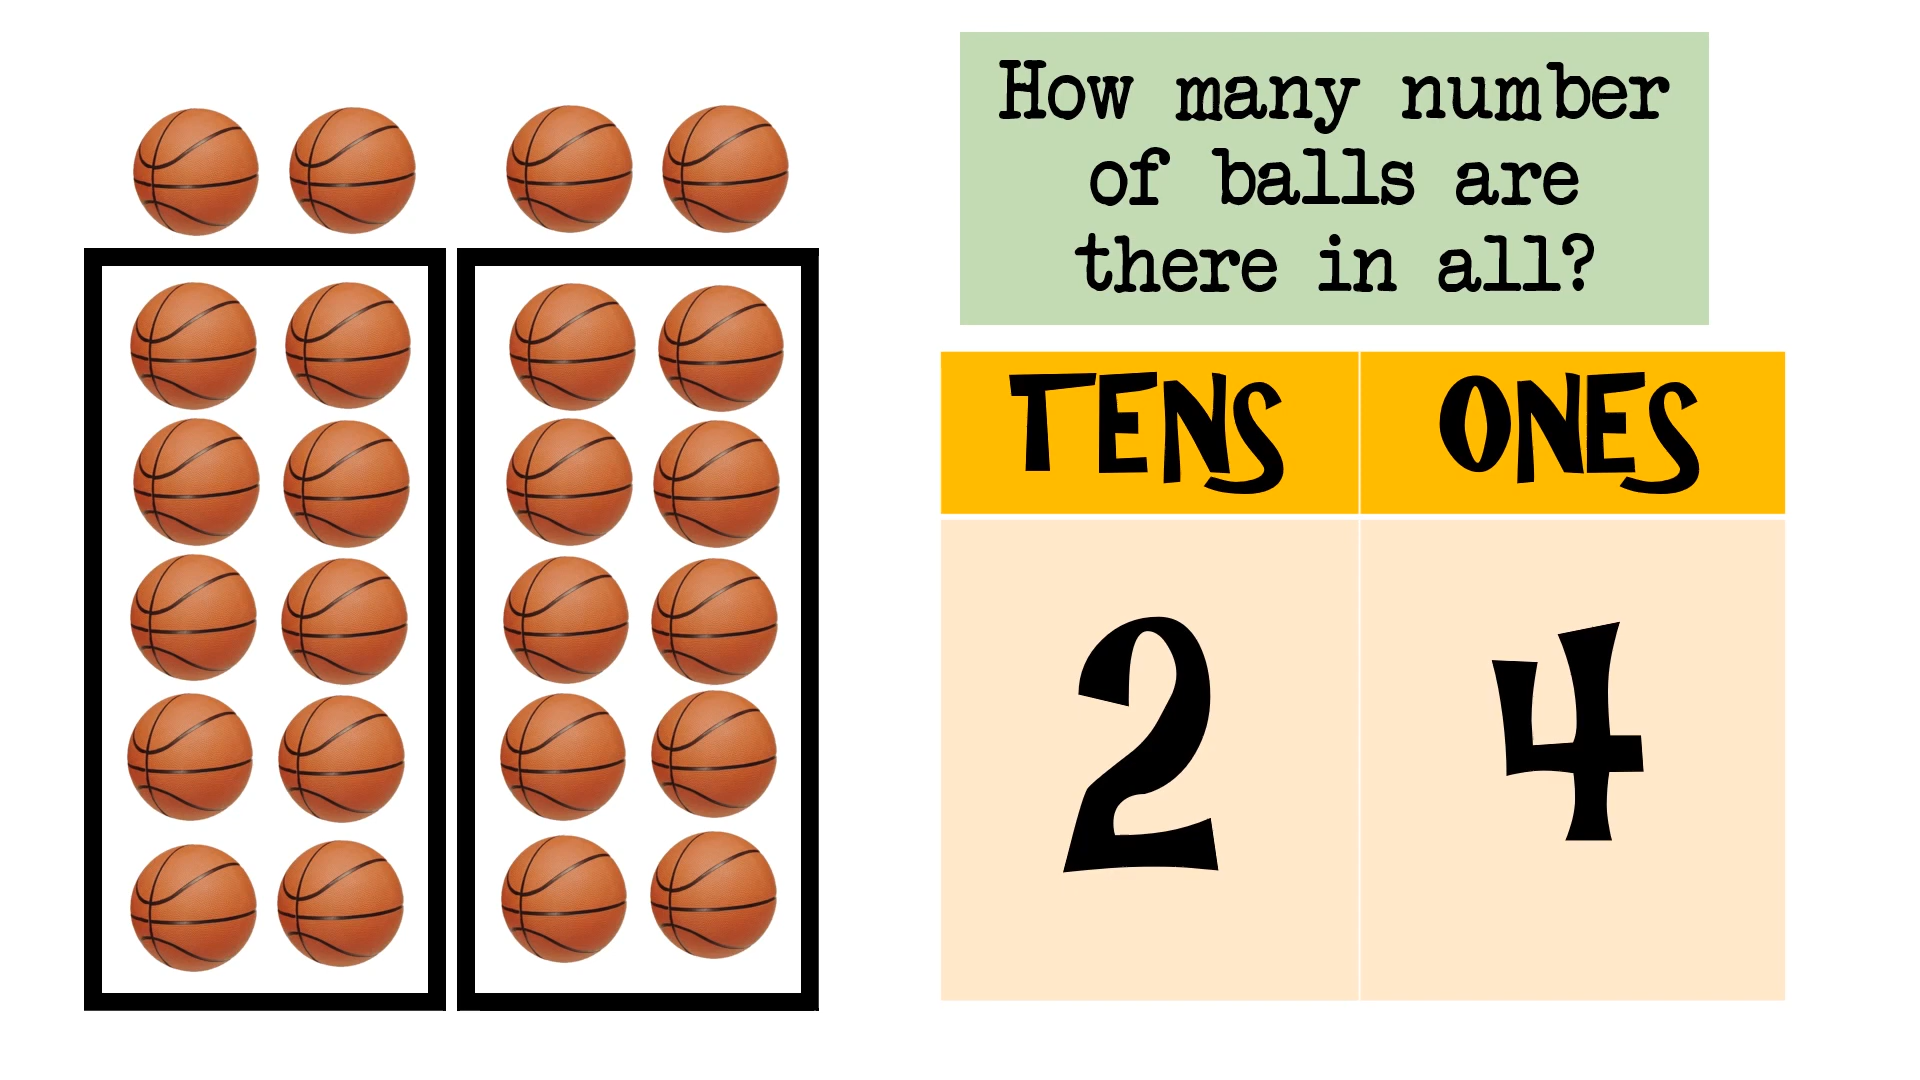 How many number
of balls are
there in all?
TENS ONES
2 4